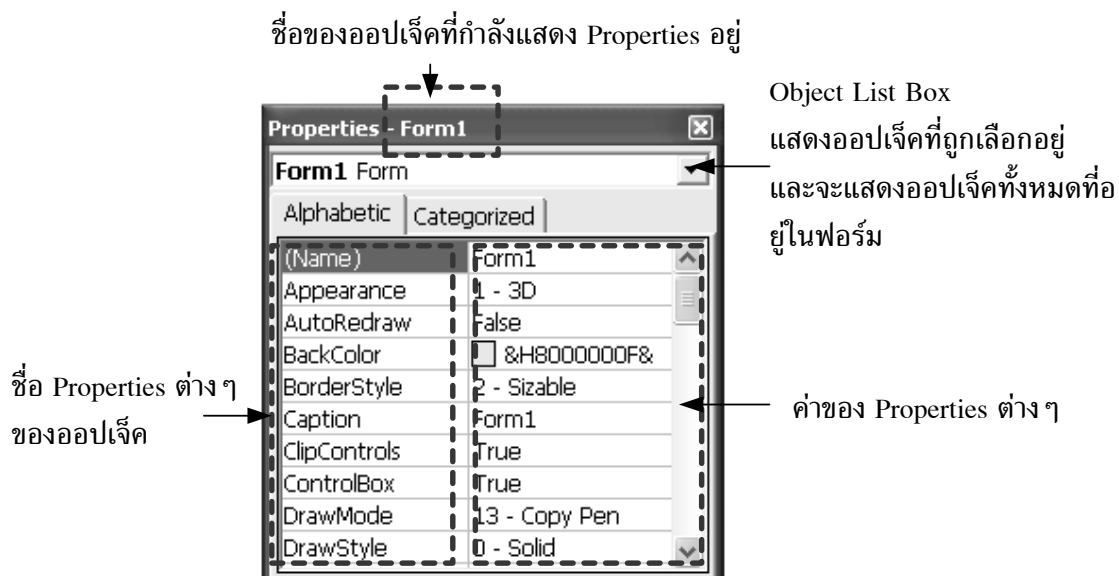 ชื่อของออปเจ็คที่กำลังแสดง Properties อยู่
Object List Box
แสดงออปเจ็คที่ถูกเลือกอยู่
และจะแสดงออปเจ็คทั้งหมดที่อ
ยู่ในฟอร์ม
Properties - Form1
Form1 Form
Alphabetic Categorized
(Name) Form1
Appearance 1 - 3D
AutoRedraw False
BackColor &H8000000F&
BorderStyle 2 - Sizable
Caption Form1
ClipControls True
ControlBox True
DrawMode 13 - Copy Pen
DrawStyle 0 - Solid
ชื่อ Properties ต่างๆ
ของออปเจ็ค
ค่าของ Properties ต่างๆ